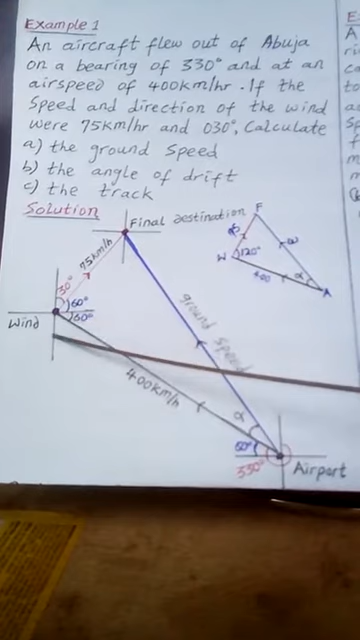 Example 1
An aircraft flew out of Abuja
on a bearing of 330° and at an
airspeed of 400km/hr. If the
Speed and direction of the wind
were 75km/hr and 030°, Calculate
a) the ground Speed
b) the angle of drift
c) the track
Solution
Final destination
F
W
120°
400
α
A
75km/h
30°
60°
60°
Wind
ground speed
400km/h
α
60°
330°
Airport